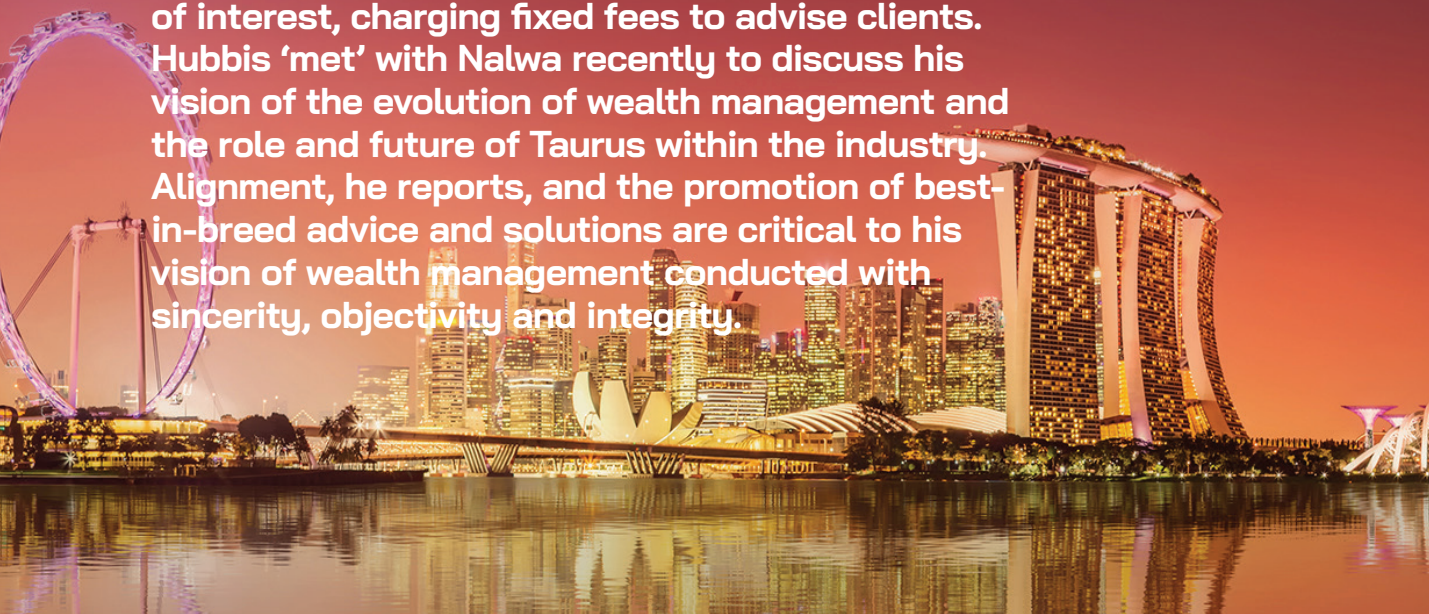 of interest, charging fixed fees to advise clients.
Hubbis ‘met’ with Nalwa recently to discuss his
vision of the evolution of wealth management and
the role and future of Taurus within the industry.
Alignment, he reports, and the promotion of best-
in-breed advice and solutions are critical to his
vision of wealth management conducted with
sincerity, objectivity and integrity.